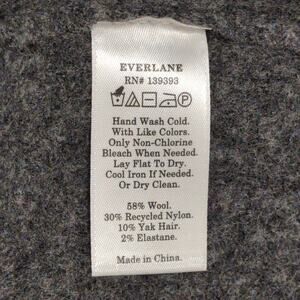 EVERLANE
RN# 139393
P
Hand Wash Cold.
With Like Colors.
Only Non-Chlorine
Bleach When Needed.
Lay Flat To Dry.
Cool Iron If Needed.
Or Dry Clean.
58% Wool.
30% Recycled Nylon.
10% Yak Hair.
2% Elastane.
Made in China.